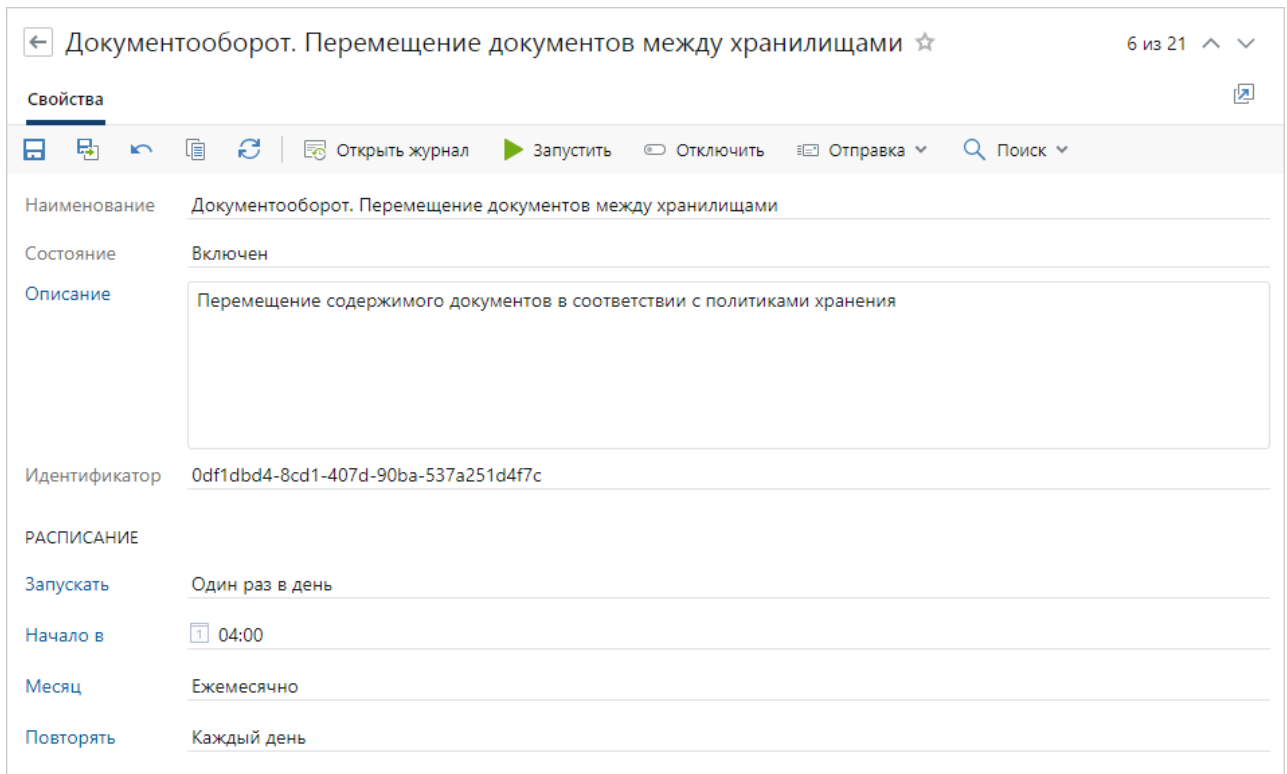 Документооборот. Перемещение документов между хранилищами
6 из 21
Свойства
Открыть журнал Запустить Отключить Отправка Поиск
Наименование Документооборот. Перемещение документов между хранилищами
Состояние Включен
Описание Перемещение содержимого документов в соответствии с политиками хранения
Идентификатор 0df1dbd4-8cd1-407d-90ba-537a251d4f7c
РАСПИСАНИЕ
Запускать Один раз в день
Начало в 1 04:00
Месяц Ежемесячно
Повторять Каждый день